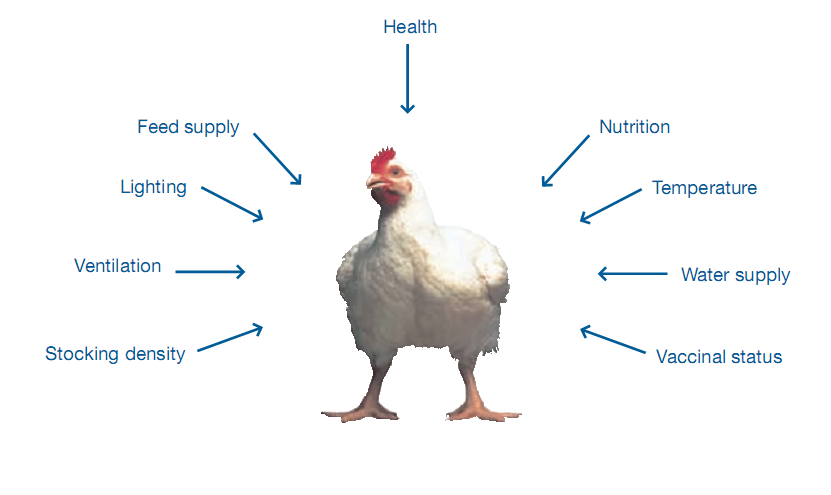 Health
Feed supply
Nutrition
Lighting
Temperature
Ventilation
Water supply
Stocking density
Vaccinal status